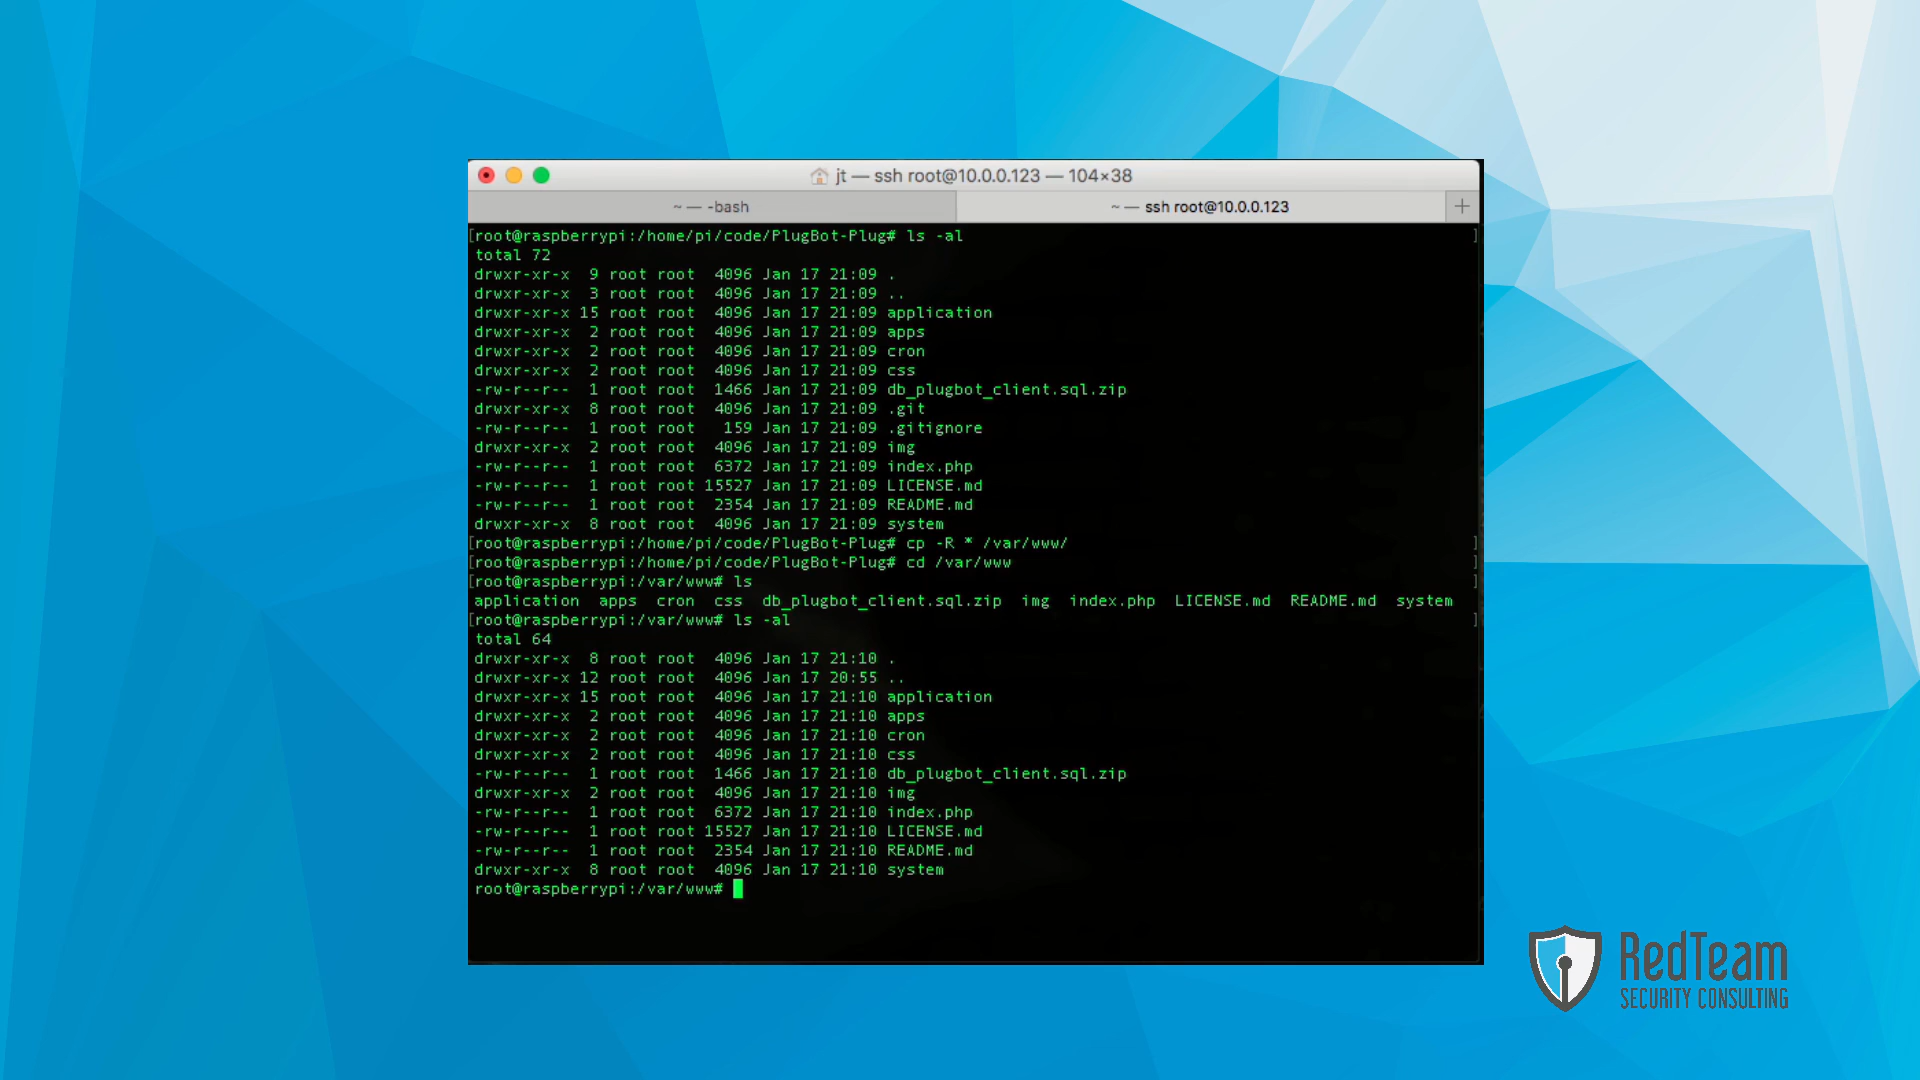 jt — ssh root@10.0.0.123 — 104×38
~ — -bash
~ — ssh root@10.0.0.123
[root@raspberrypi:/home/pi/code/PlugBot-Plug# ls -al ]
total 72
drwxr-xr-x  9 root root  4096 Jan 17 21:09 .
drwxr-xr-x  3 root root  4096 Jan 17 21:09 ..
drwxr-xr-x 15 root root  4096 Jan 17 21:09 application
drwxr-xr-x  2 root root  4096 Jan 17 21:09 apps
drwxr-xr-x  2 root root  4096 Jan 17 21:09 cron
drwxr-xr-x  2 root root  4096 Jan 17 21:09 css
-rw-r--r--  1 root root  1466 Jan 17 21:09 db_plugbot_client.sql.zip
drwxr-xr-x  8 root root  4096 Jan 17 21:09 .git
-rw-r--r--  1 root root   159 Jan 17 21:09 .gitignore
drwxr-xr-x  2 root root  4096 Jan 17 21:09 img
-rw-r--r--  1 root root  6372 Jan 17 21:09 index.php
-rw-r--r--  1 root root 15527 Jan 17 21:09 LICENSE.md
-rw-r--r--  1 root root  2354 Jan 17 21:09 README.md
drwxr-xr-x  8 root root  4096 Jan 17 21:09 system
[root@raspberrypi:/home/pi/code/PlugBot-Plug# cp -R * /var/www/ ]
[root@raspberrypi:/home/pi/code/PlugBot-Plug# cd /var/www ]
[root@raspberrypi:/var/www# ls ]
application  apps  cron  css  db_plugbot_client.sql.zip  img  index.php  LICENSE.md  README.md  system
[root@raspberrypi:/var/www# ls -al ]
total 64
drwxr-xr-x  8 root root  4096 Jan 17 21:10 .
drwxr-xr-x 12 root root  4096 Jan 17 20:55 ..
drwxr-xr-x 15 root root  4096 Jan 17 21:10 application
drwxr-xr-x  2 root root  4096 Jan 17 21:10 apps
drwxr-xr-x  2 root root  4096 Jan 17 21:10 cron
drwxr-xr-x  2 root root  4096 Jan 17 21:10 css
-rw-r--r--  1 root root  1466 Jan 17 21:10 db_plugbot_client.sql.zip
drwxr-xr-x  2 root root  4096 Jan 17 21:10 img
-rw-r--r--  1 root root  6372 Jan 17 21:10 index.php
-rw-r--r--  1 root root 15527 Jan 17 21:10 LICENSE.md
-rw-r--r--  1 root root  2354 Jan 17 21:10 README.md
drwxr-xr-x  8 root root  4096 Jan 17 21:10 system
root@raspberrypi:/var/www#
RedTeam
SECURITY CONSULTING